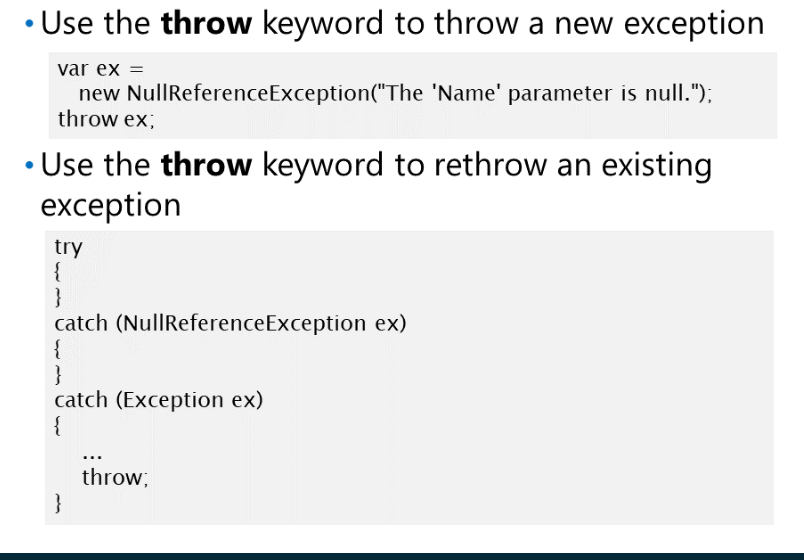 • Use the throw keyword to throw a new exception
var ex =
new NullReferenceException("The 'Name' parameter is null.");
throw ex;
• Use the throw keyword to rethrow an existing
exception
try
{
}
catch (NullReferenceException ex)
{
}
catch (Exception ex)
{
...
throw;
}